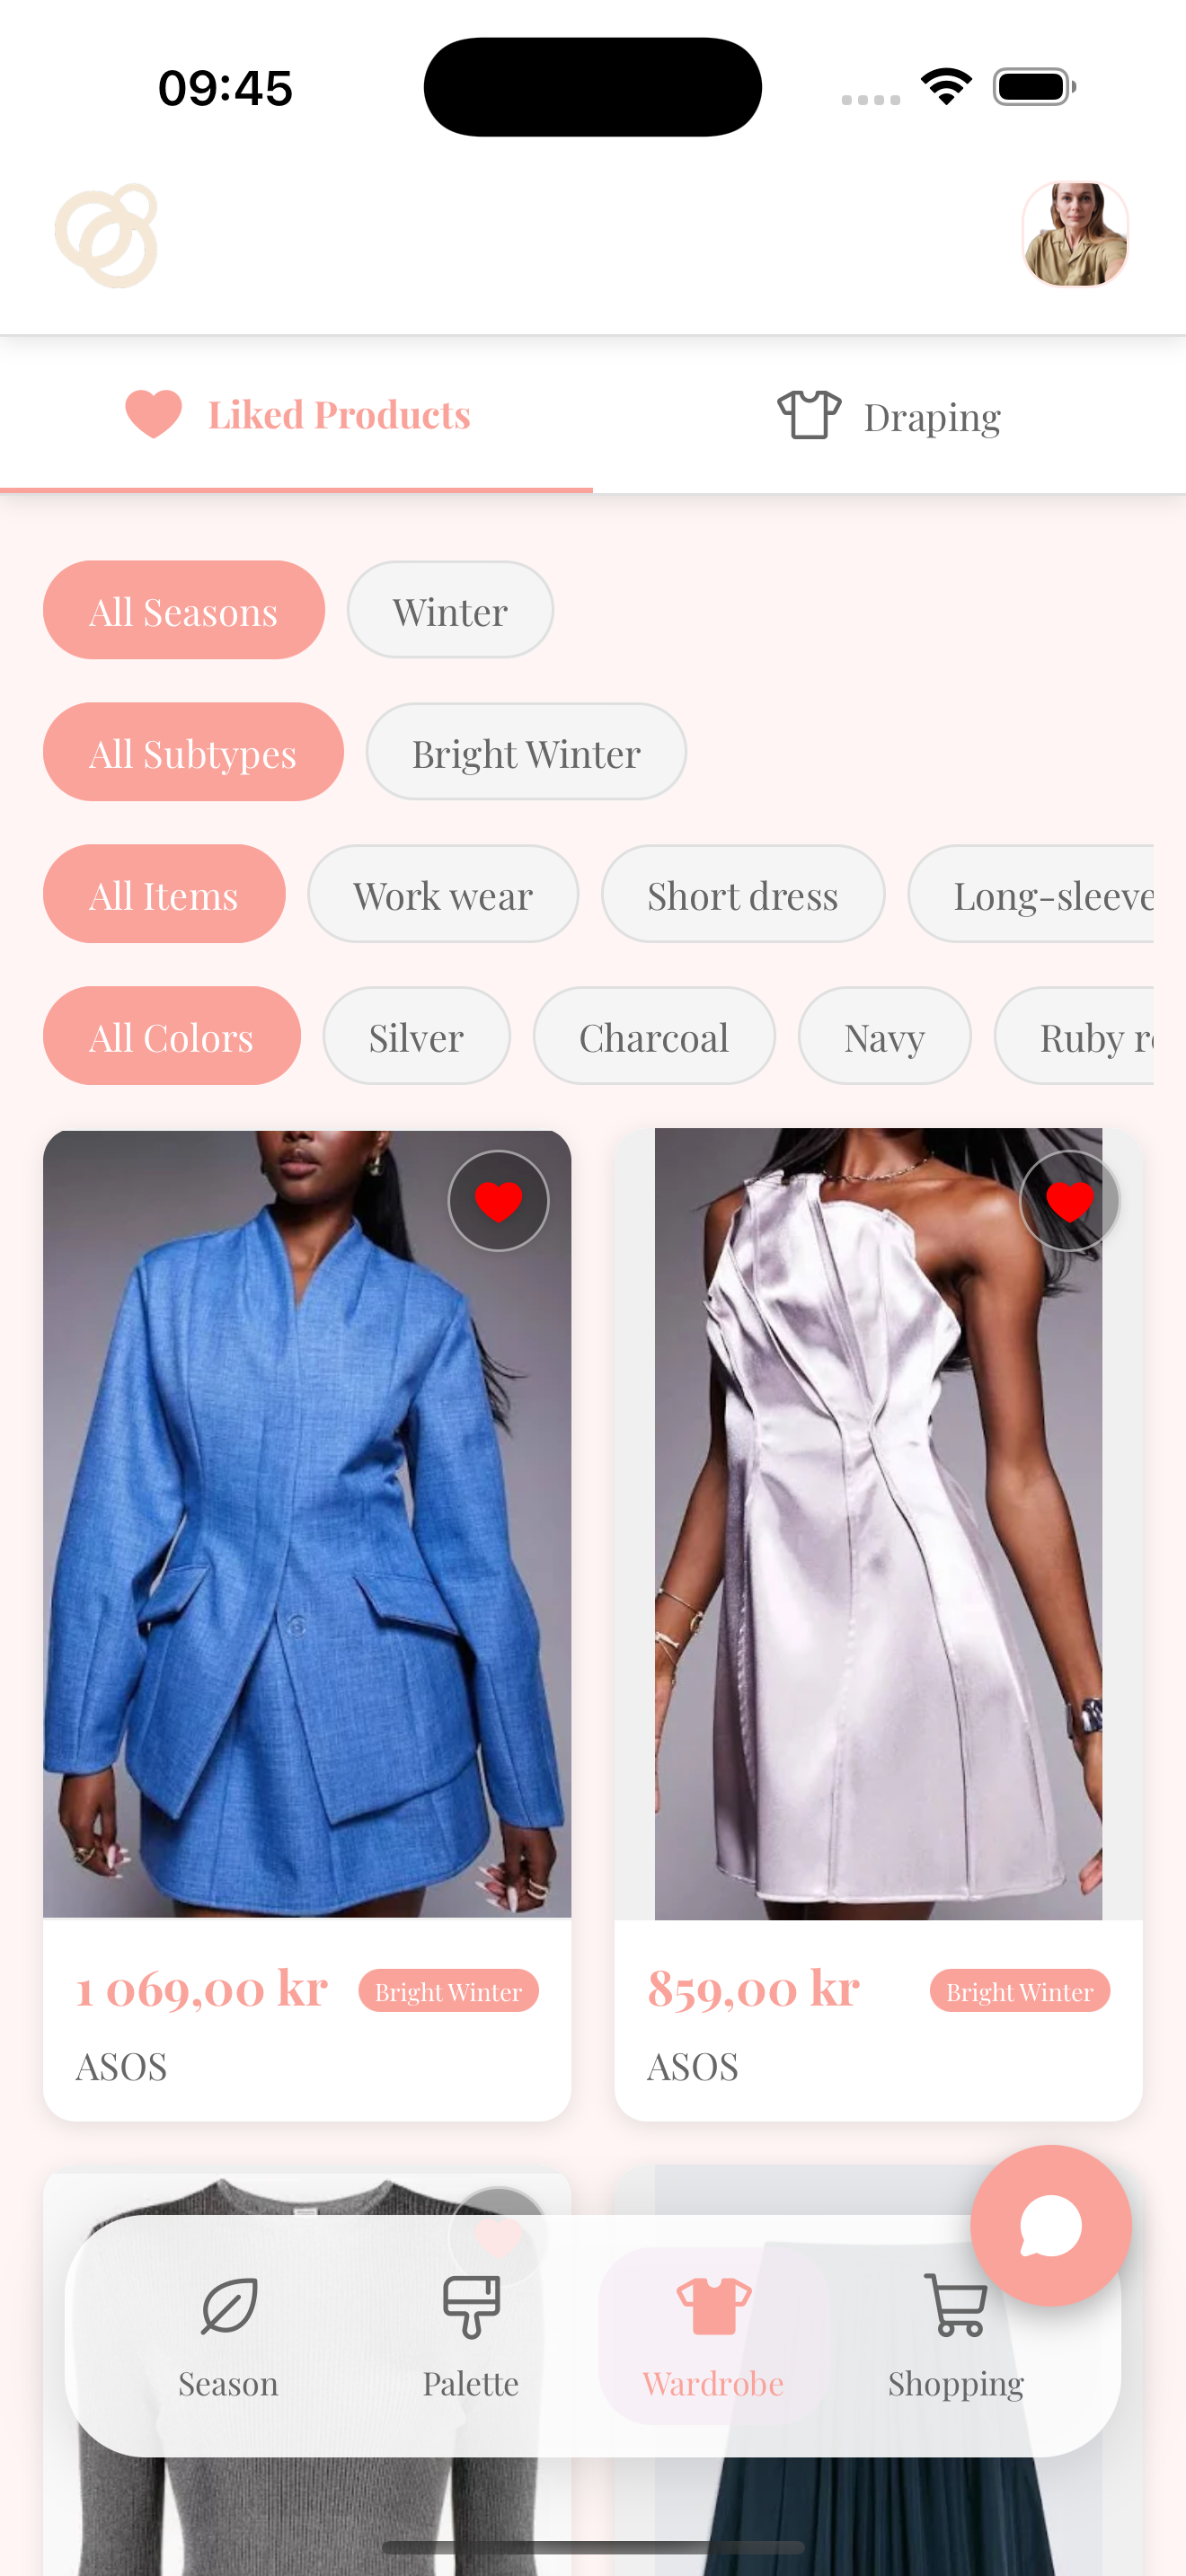 09:45
Liked Products
Draping
All Seasons
Winter
All Subtypes
Bright Winter
All Items
Work wear
Short dress
Long-sleeve
All Colors
Silver
Charcoal
Navy
Ruby
1 069,00 kr
Bright Winter
ASOS
859,00 kr
Bright Winter
ASOS
Season
Palette
Wardrobe
Shopping